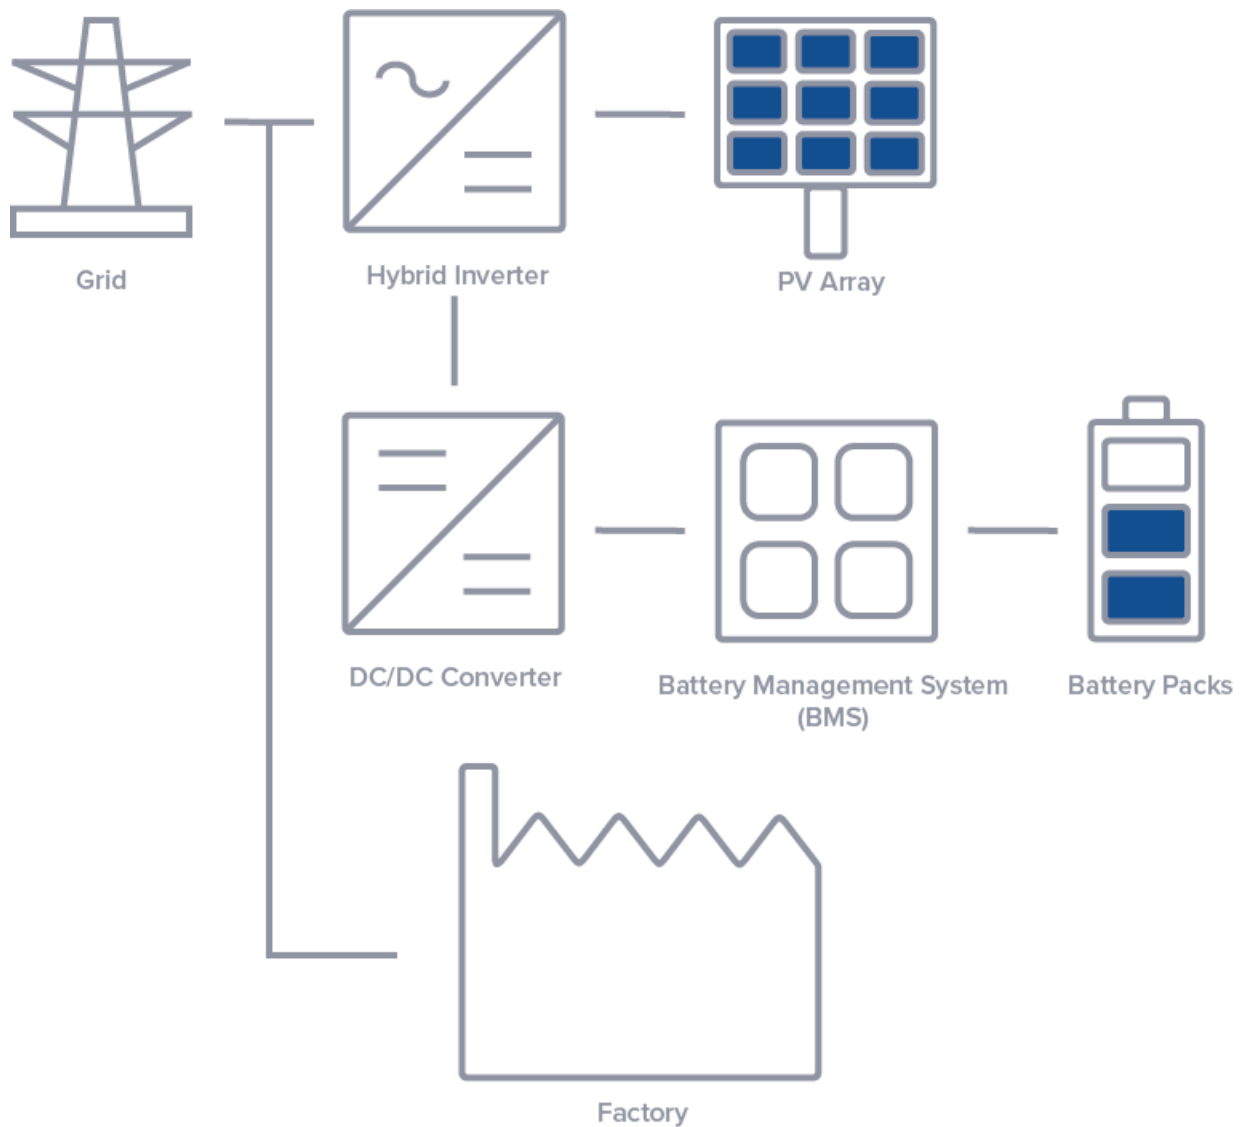 Grid
Hybrid Inverter
PV Array
DC/DC Converter
Battery Management System
(BMS)
Battery Packs
Factory